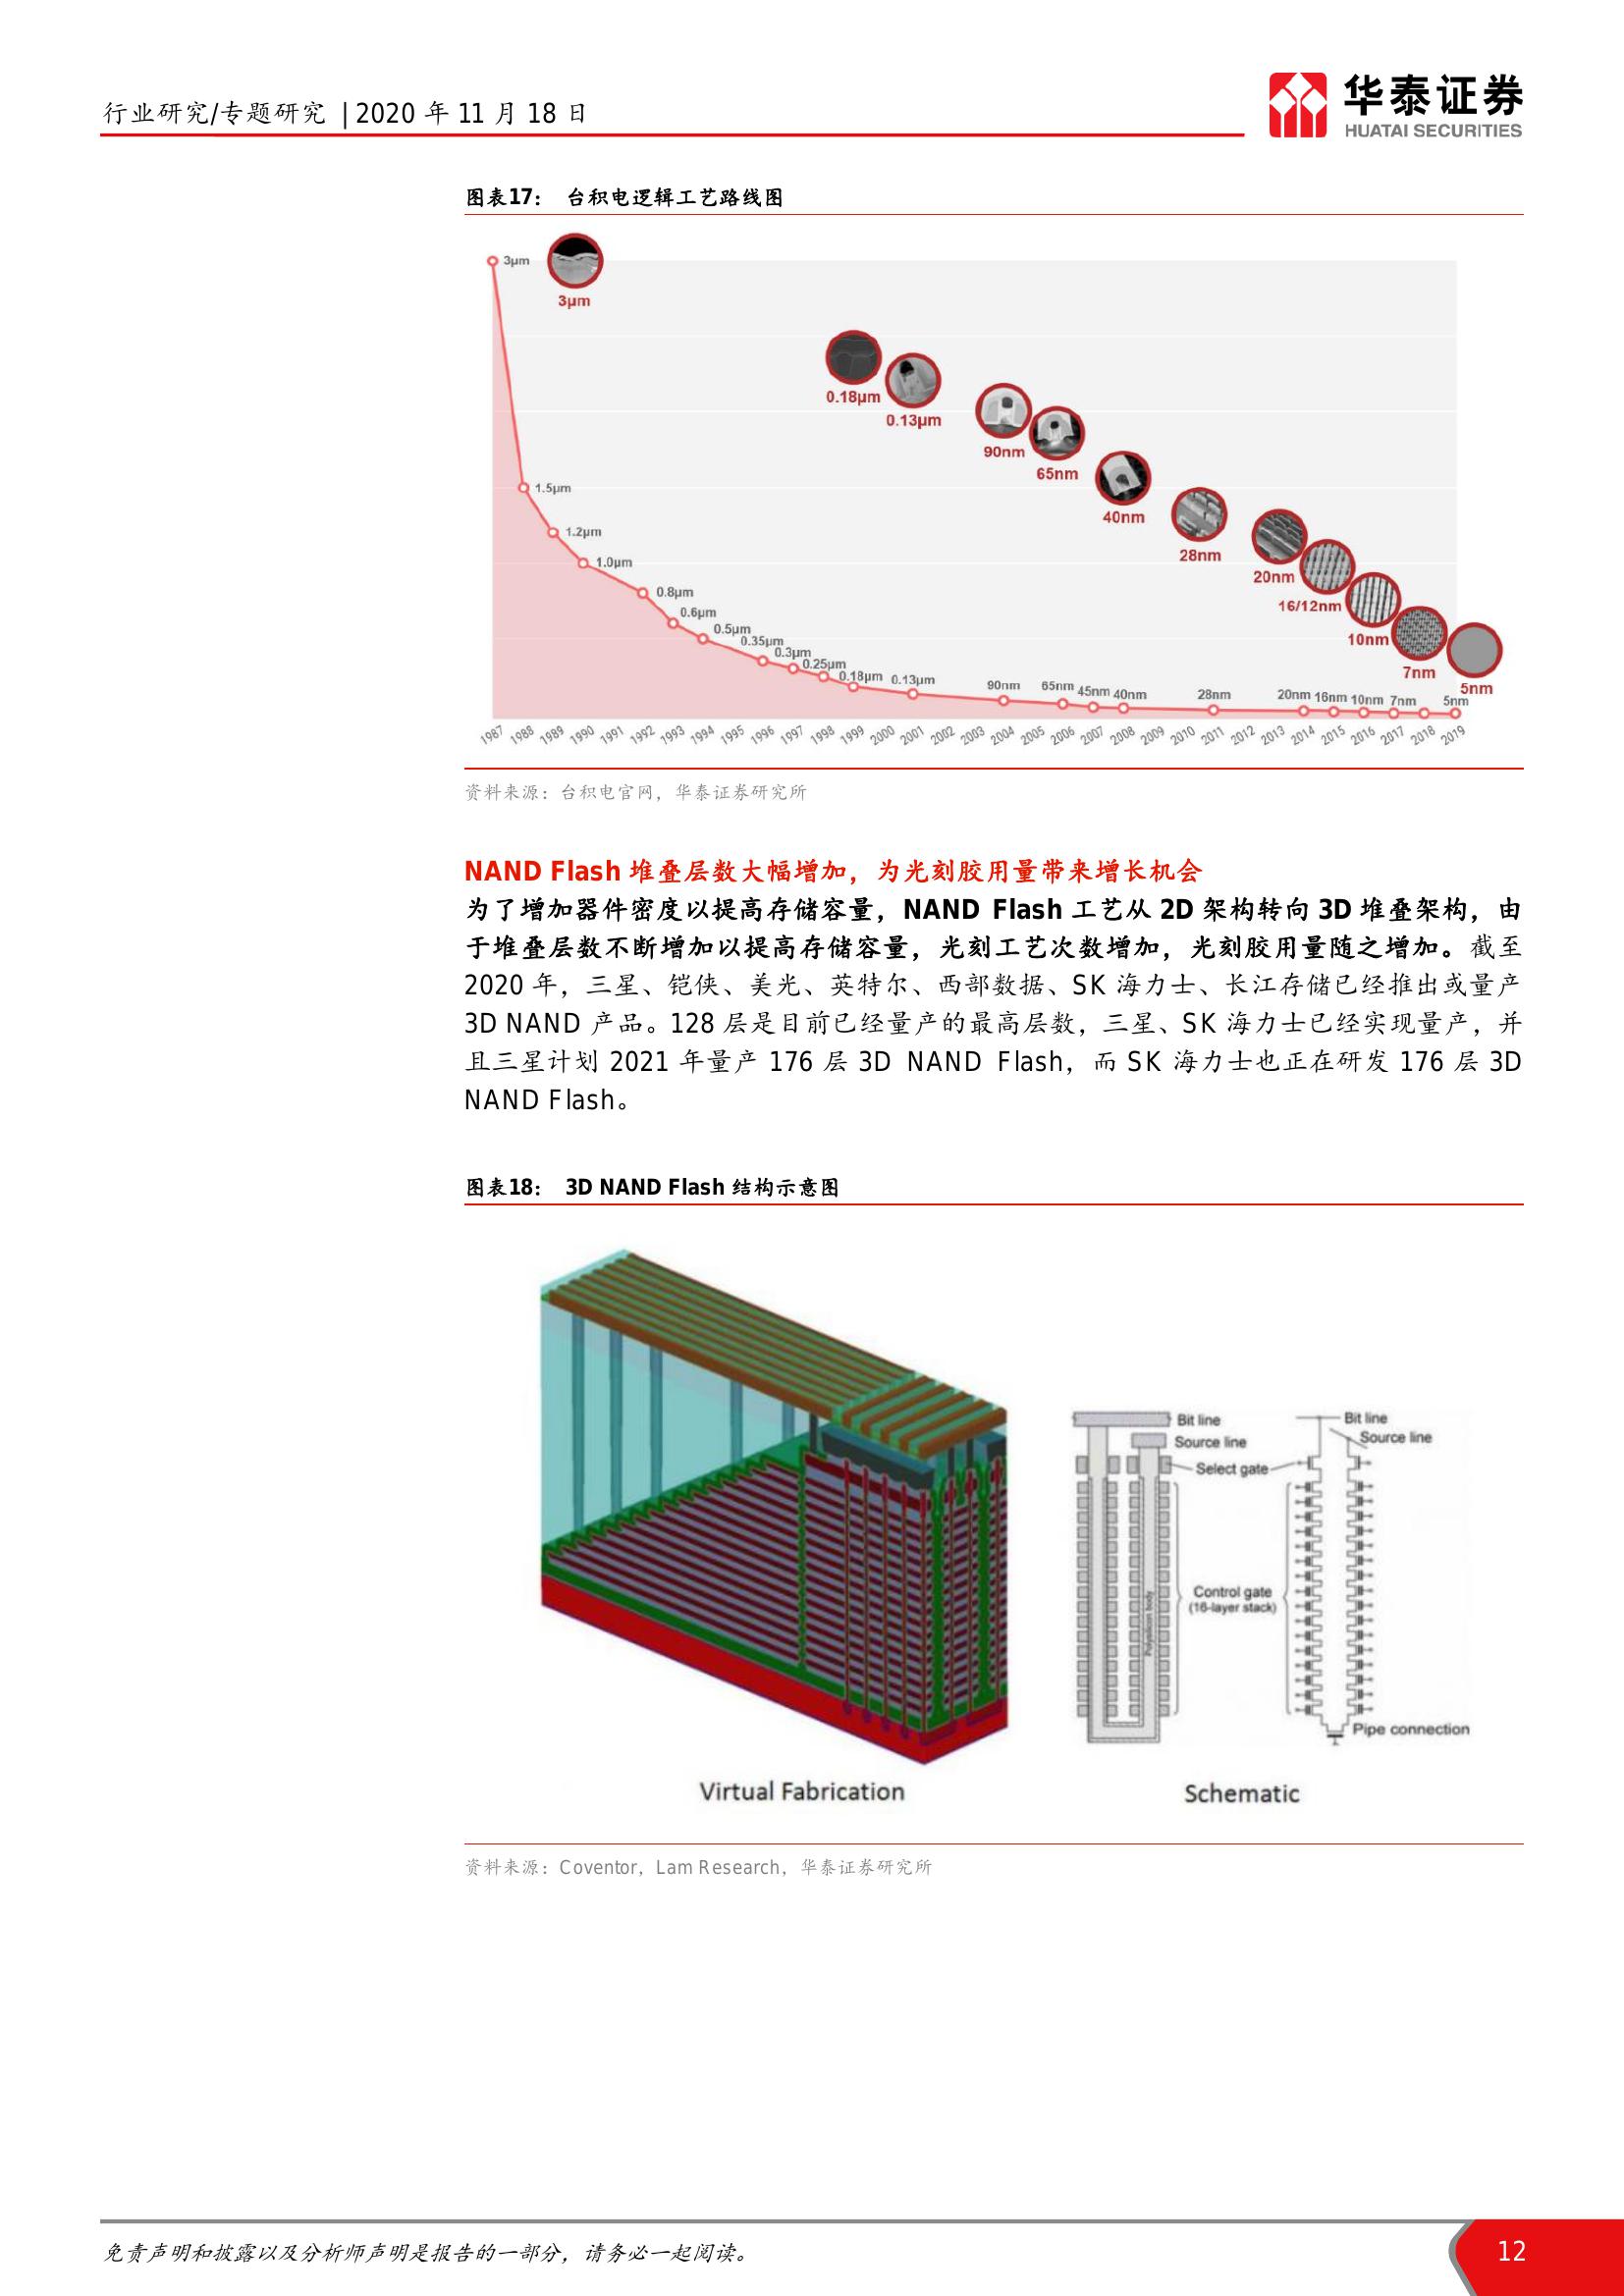 行业研究/专题研究 | 2020 年 11 月 18 日
华泰证券
HUATAI SECURITIES
图表17： 台积电逻辑工艺路线图
3μm
3μm
0.18μm
0.13μm
90nm
65nm
40nm
28nm
20nm
16/12nm
10nm
7nm
5nm
1.5μm
1.2μm
1.0μm
0.8μm
0.6μm
0.5μm
0.35μm
0.3μm
0.25μm
0.18μm
0.13μm
90nm
65nm
45nm
40nm
28nm
20nm
16nm
10nm
7nm
5nm
1987 1988 1989 1990 1991 1992 1993 1994 1995 1996 1997 1998 1999 2000 2001 2002 2003 2004 2005 2006 2007 2008 2009 2010 2011 2012 2013 2014 2015 2016 2017 2018 2019
资料来源：台积电官网，华泰证券研究所
NAND Flash 堆叠层数大幅增加，为光刻胶用量带来增长机会
为了增加器件密度以提高存储容量，NAND Flash 工艺从 2D 架构转向 3D 堆叠架构，由
于堆叠层数不断增加以提高存储容量，光刻工艺次数增加，光刻胶用量随之增加。截至
2020 年，三星、铠侠、美光、英特尔、西部数据、SK 海力士、长江存储已经推出或量产
3D NAND 产品。128 层是目前已经量产的最高层数，三星、SK 海力士已经实现量产，并
且三星计划 2021 年量产 176 层 3D NAND Flash，而 SK 海力士也正在研发 176 层 3D
NAND Flash。
图表18： 3D NAND Flash 结构示意图
Bit line
Source line
Select gate
Bit line
Source line
Control gate
(16-layer stack)
Polysilicon body
Pipe connection
Virtual Fabrication
Schematic
资料来源：Coventor，Lam Research，华泰证券研究所
免责声明和披露以及分析师声明是报告的一部分，请务必一起阅读。
12